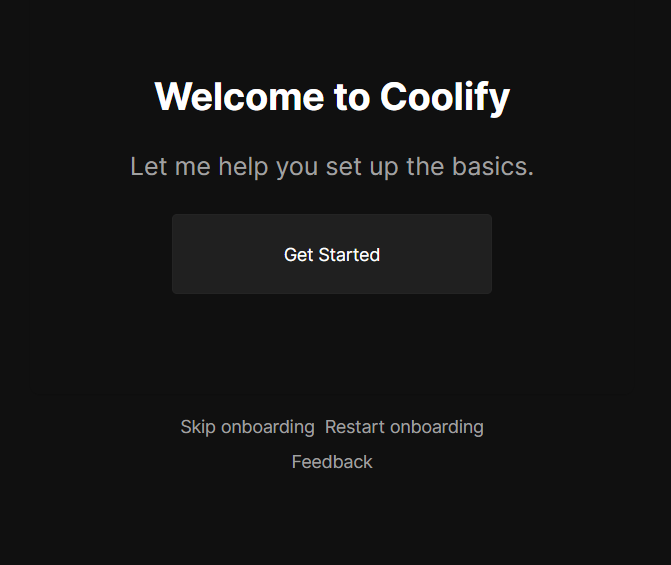 Welcome to Coolify
Let me help you set up the basics.
Get Started
Skip onboarding Restart onboarding
Feedback